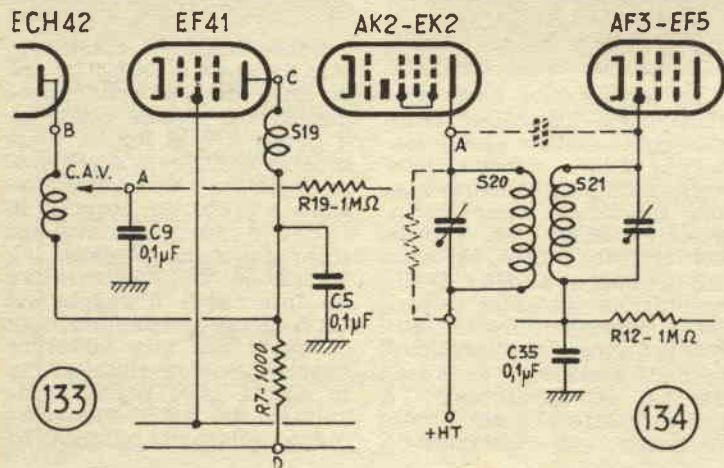 ECH42
EF41
AK2-EK2
AF3-EF5
B
C
S19
C.A.V.
A
R19-1MΩ
C9
0,1µF
C5
0,1µF
R7-1000
D
133
A
S20
S21
R12-1MΩ
C35
0,1µF
+HT
134